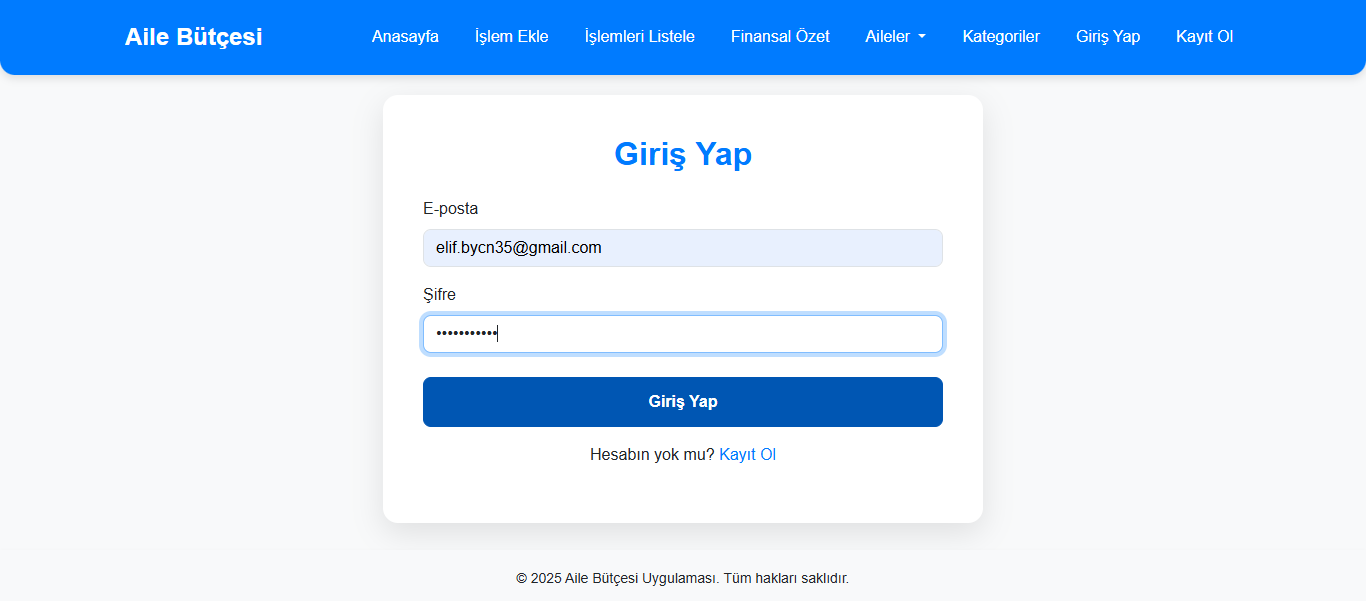 Aile Bütçesi Anasayfa İşlem Ekle İşlemleri Listele Finansal Özet Aileler Kategoriler Giriş Yap Kayıt Ol
Giriş Yap
E-posta
elif.bycn35@gmail.com
Şifre
•••••••••••
Giriş Yap
Hesabın yok mu? Kayıt Ol
© 2025 Aile Bütçesi Uygulaması. Tüm hakları saklıdır.